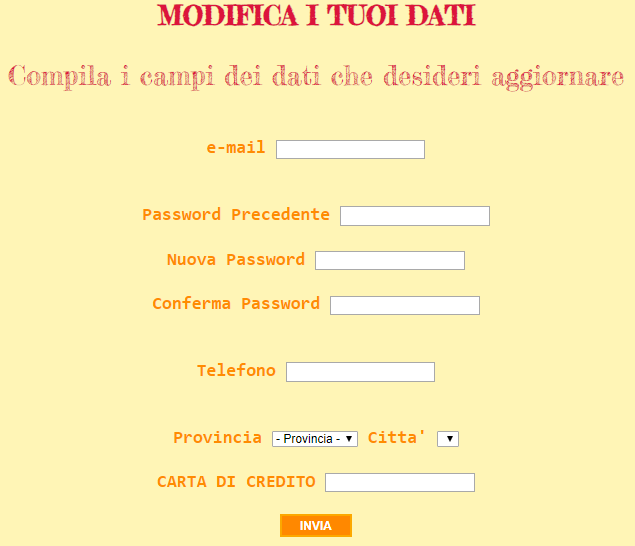 MODIFICA I TUOI DATI
Compila i campi dei dati che desideri aggiornare
e-mail
Password Precedente
Nuova Password
Conferma Password
Telefono
Provincia - Provincia - Citta'
CARTA DI CREDITO
INVIA